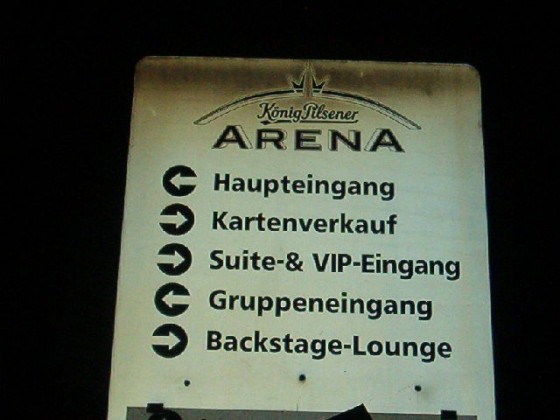 König Pilsener
ARENA
Haupteingang
Kartenverkauf
Suite-& VIP-Eingang
Gruppeneingang
Backstage-Lounge